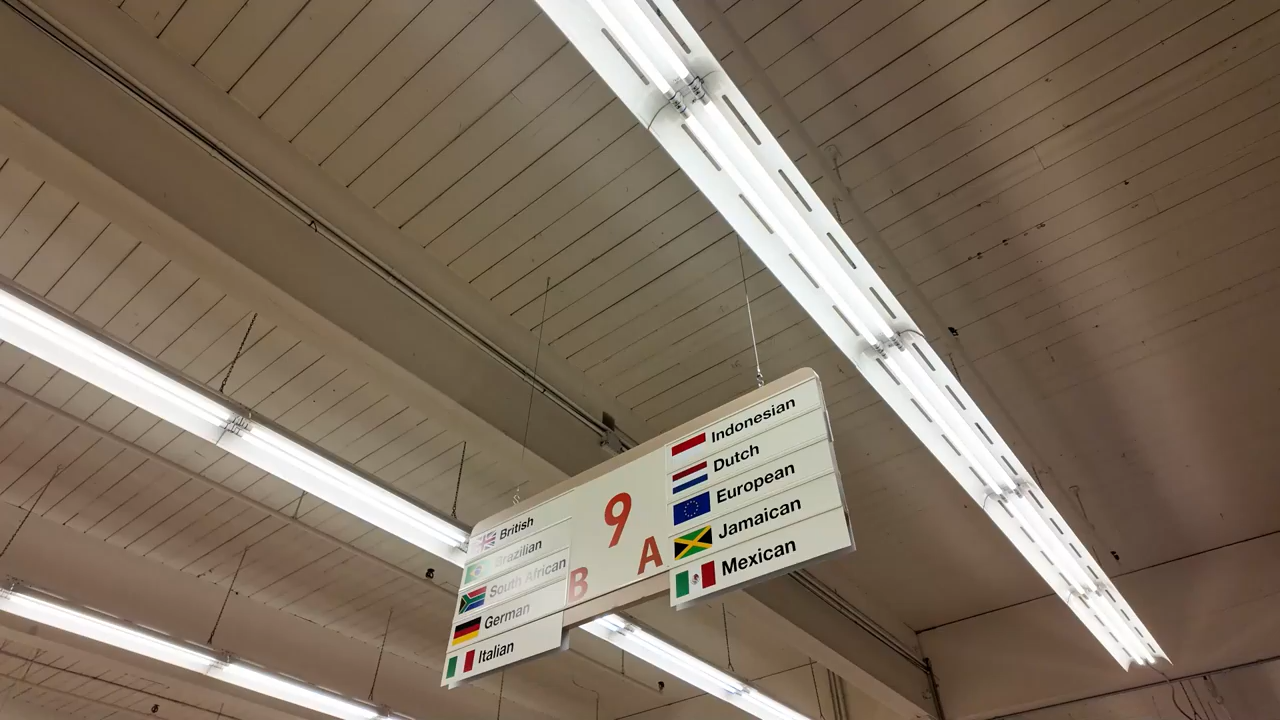 British
Brazilian
South African
German
Italian
9
B
A
Indonesian
Dutch
European
Jamaican
Mexican